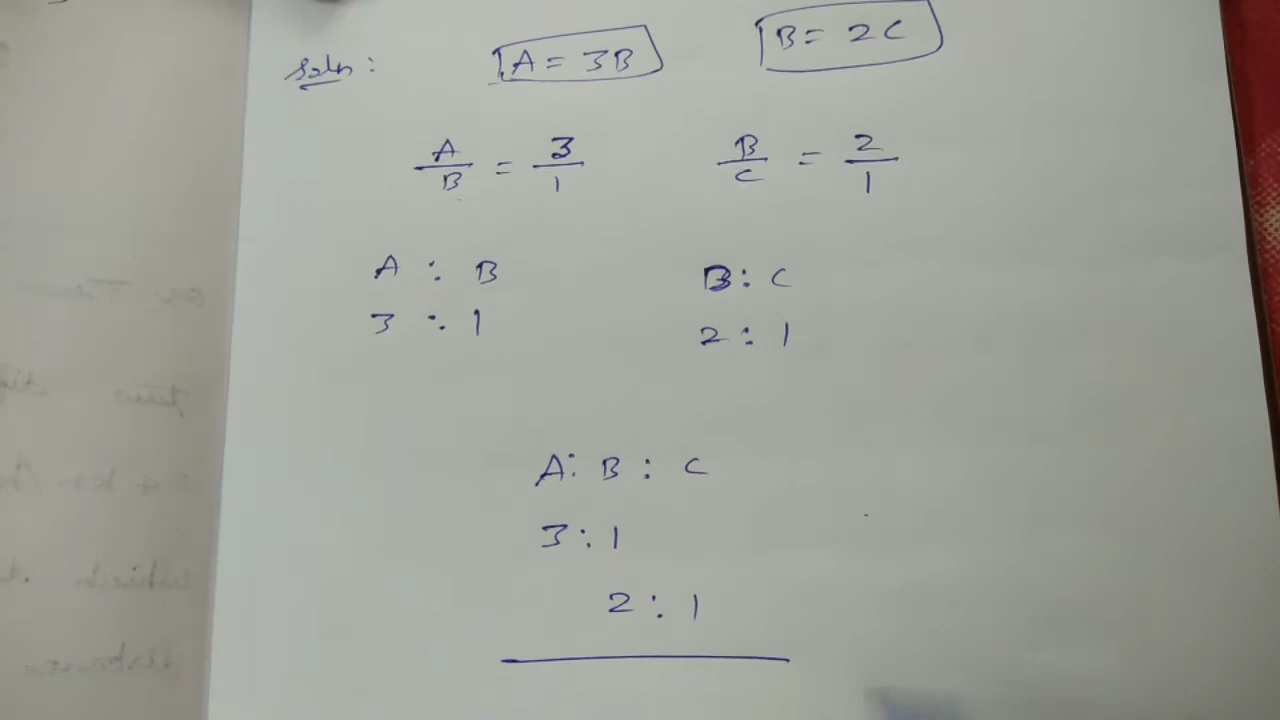 Soln : A = 3B B = 2C
A/B = 3/1 B/C = 2/1
A : B B : C
3 : 1 2 : 1
A : B : C
3 : 1
2 : 1